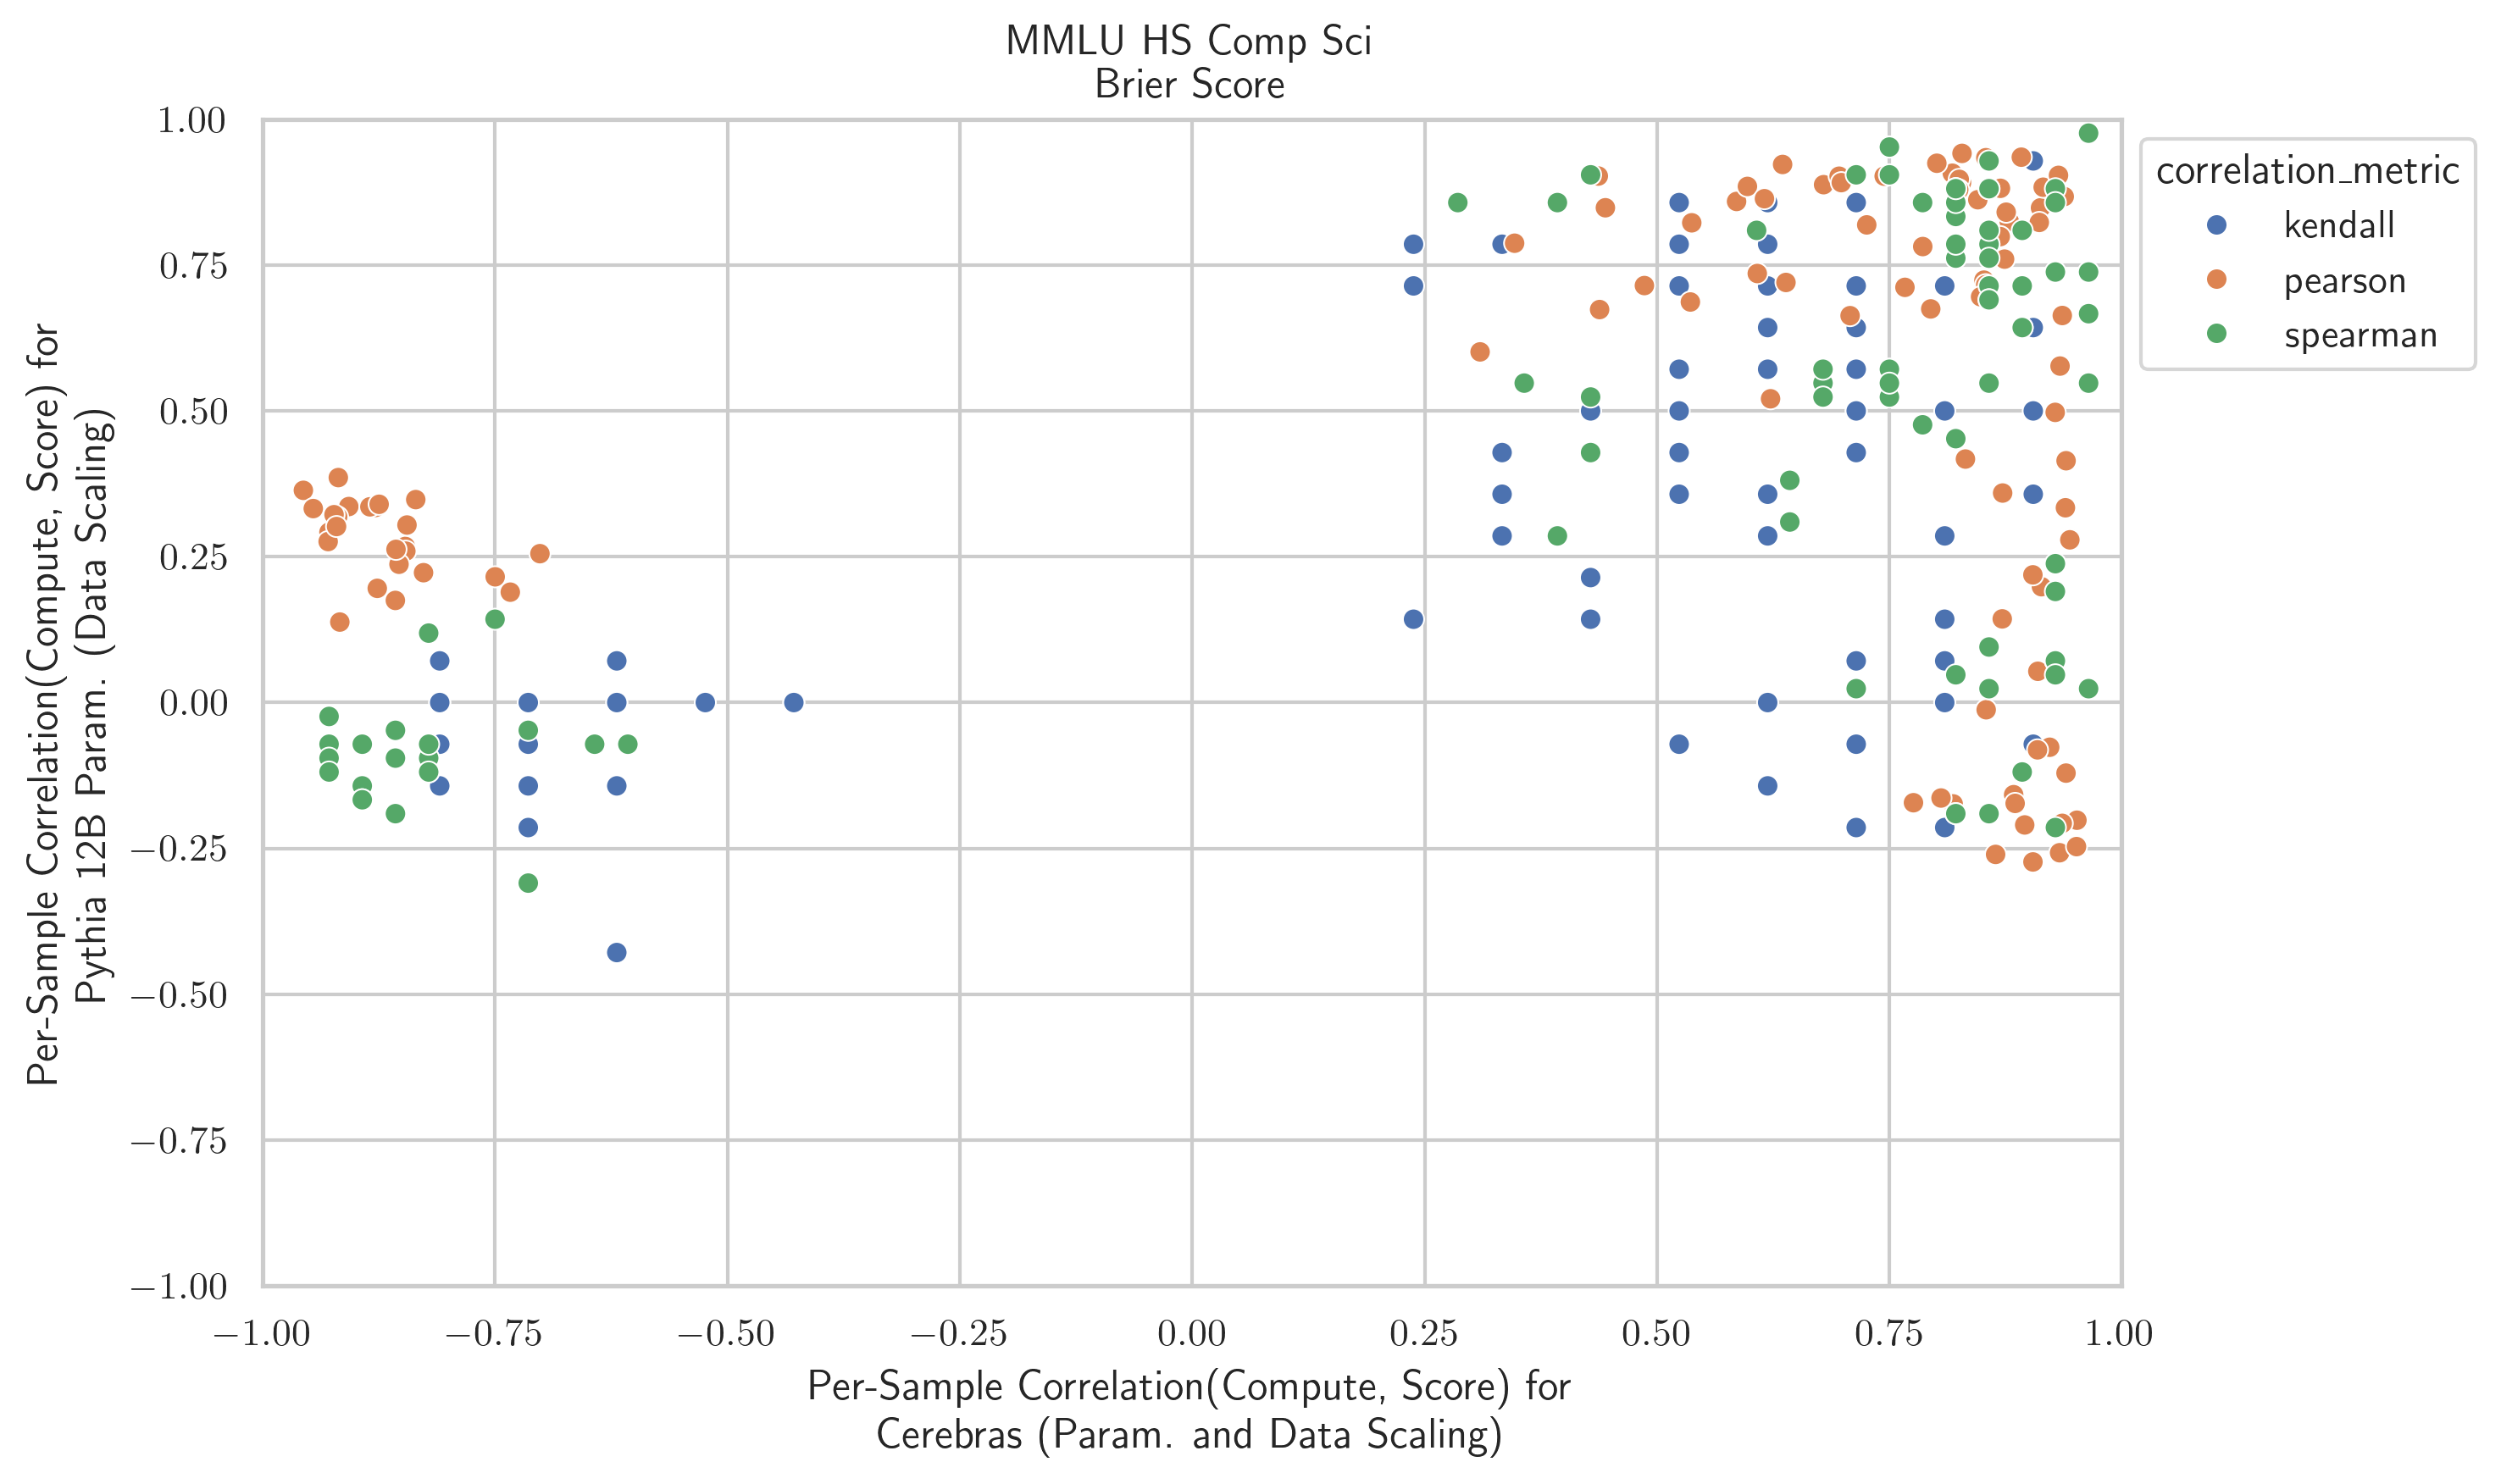 MMLU HS Comp Sci
Brier Score
Per-Sample Correlation(Compute, Score) for
Pythia 12B Param. (Data Scaling)
1.00
0.75
0.50
0.25
0.00
−0.25
−0.50
−0.75
−1.00
−1.00 −0.75 −0.50 −0.25 0.00 0.25 0.50 0.75 1.00
Per-Sample Correlation(Compute, Score) for
Cerebras (Param. and Data Scaling)
correlation_metric
kendall
pearson
spearman